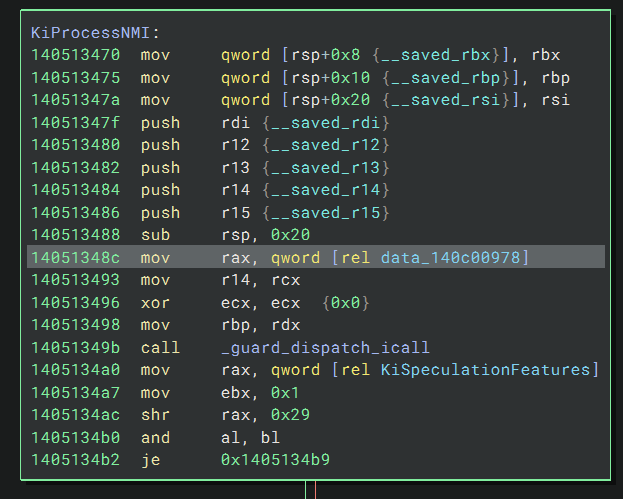 KiProcessNMI:
140513470 mov qword [rsp+0x8 {__saved_rbx}], rbx
140513475 mov qword [rsp+0x10 {__saved_rbp}], rbp
14051347a mov qword [rsp+0x20 {__saved_rsi}], rsi
14051347f push rdi {__saved_rdi}
140513480 push r12 {__saved_r12}
140513482 push r13 {__saved_r13}
140513484 push r14 {__saved_r14}
140513486 push r15 {__saved_r15}
140513488 sub rsp, 0x20
14051348c mov rax, qword [rel data_140c00978]
140513493 mov r14, rcx
140513496 xor ecx, ecx {0x0}
140513498 mov rbp, rdx
14051349b call _guard_dispatch_icall
1405134a0 mov rax, qword [rel KiSpeculationFeatures]
1405134a7 mov ebx, 0x1
1405134ac shr rax, 0x29
1405134b0 and al, bl
1405134b2 je 0x1405134b9